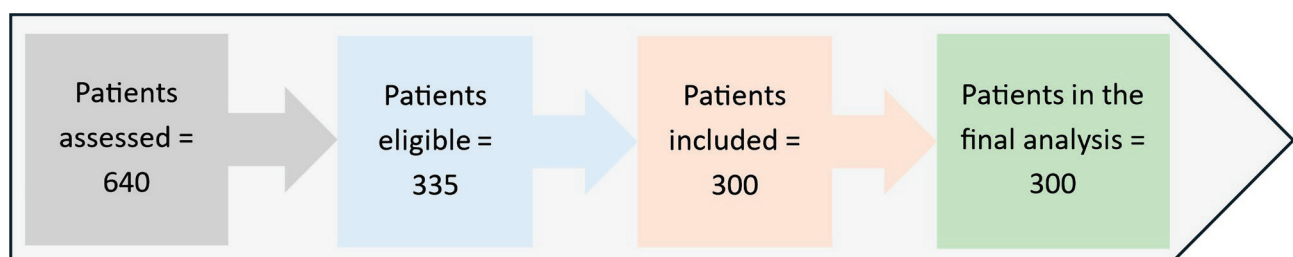 Patients
assessed =
640
Patients
eligible =
335
Patients
included =
300
Patients in the
final analysis =
300